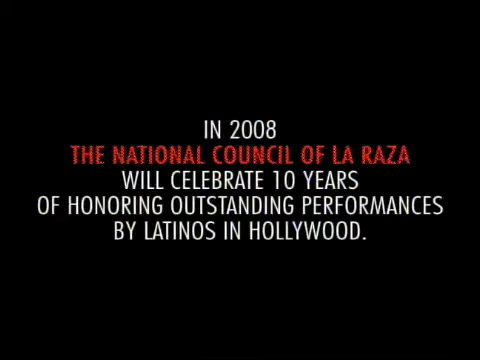 IN 2008
THE NATIONAL COUNCIL OF LA RAZA
WILL CELEBRATE 10 YEARS
OF HONORING OUTSTANDING PERFORMANCES
BY LATINOS IN HOLLYWOOD.